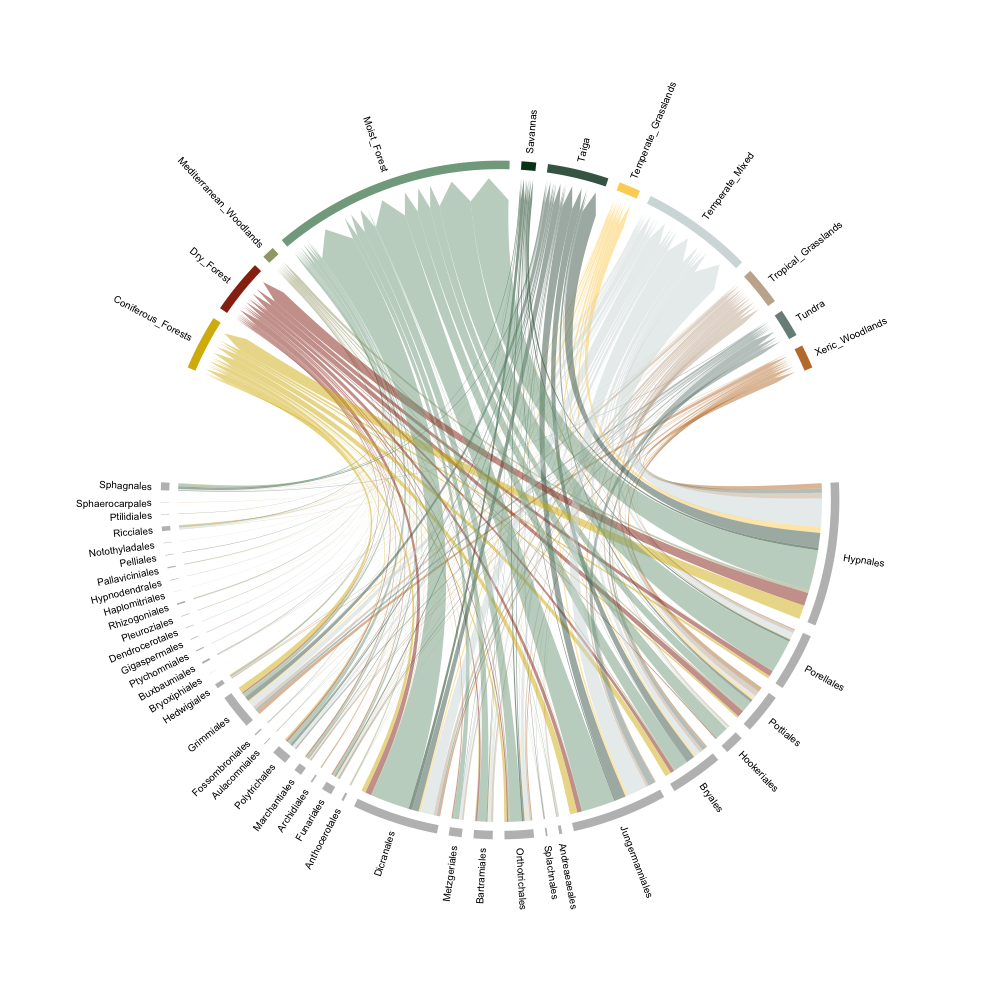 Coniferous_Forests
Dry_Forest
Mediterranean_Woodlands
Moist_Forest
Savannas
Taiga
Temperate_Grasslands
Temperate_Mixed
Tropical_Grasslands
Tundra
Xeric_Woodlands
Hypnales
Porellales
Pottiales
Hookeriales
Bryales
Jungermanniales
Andreaeaeales
Splachnales
Orthotrichales
Bartramiales
Metzgeriales
Dicranales
Anthocerotales
Funariales
Archidiales
Marchantiales
Polytrichales
Aulacomniales
Fossombroniales
Grimmiales
Hedwigiales
Bryoxiphiales
Buxbaumiales
Ptychomniales
Gigaspermales
Dendrocerotales
Pleuroziales
Rhizogoniales
Haplomitriales
Hypnodendrales
Pallaviciniales
Pelliales
Notothyladales
Ricciales
Ptilidiales
Sphaerocarpales
Sphagnales